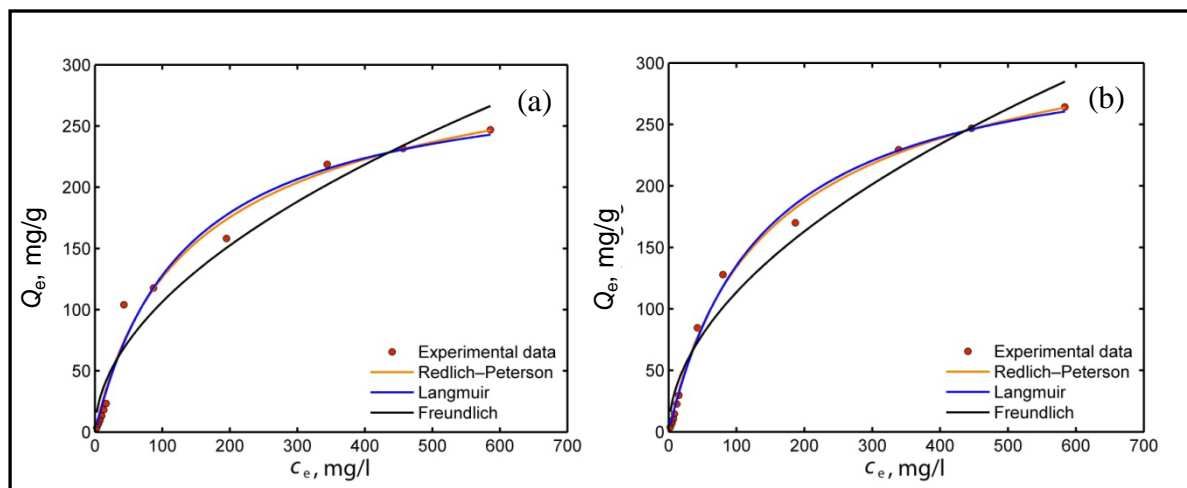 (a)
300
250
200
150
100
50
0
Qe, mg/g
Experimental data
Redlich–Peterson
Langmuir
Freundlich
0 100 200 300 400 500 600 700
ce, mg/l
(b)
300
250
200
150
100
50
0
Qe, mg/g
Experimental data
Redlich–Peterson
Langmuir
Freundlich
0 100 200 300 400 500 600 700
ce, mg/l